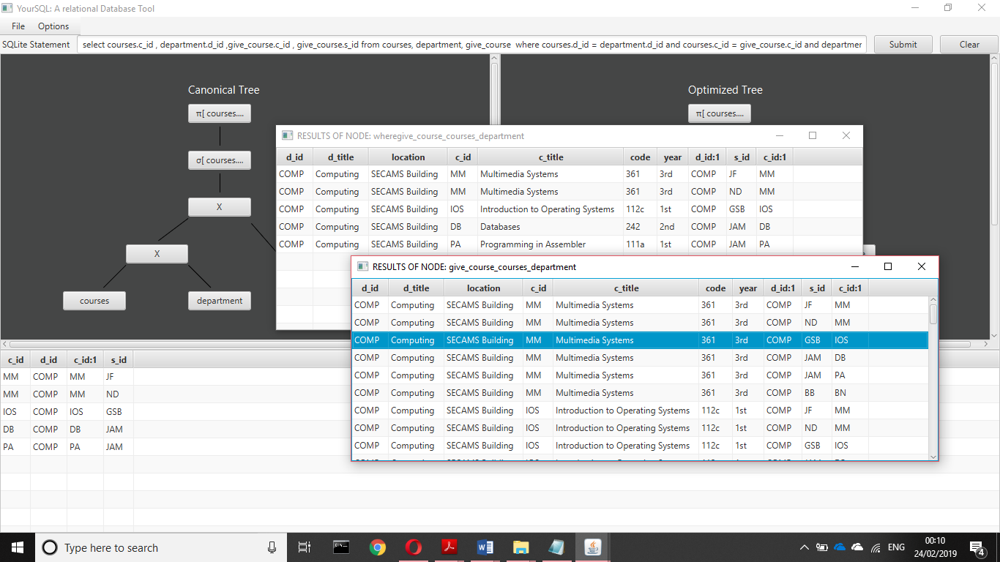 YourSQL: A relational Database Tool
File Options
SQLite Statement select courses.c_id , department.d_id ,give_course.c_id , give_course.s_id from courses, department, give_course where courses.d_id = department.d_id and courses.c_id = give_course.c_id and departmer Submit Clear
Canonical Tree
π[ courses....
σ[ courses....
X
X
courses department
Optimized Tree
π[ courses....
RESULTS OF NODE: wheregive_course_courses_department
d_id d_title location c_id c_title code year d_id:1 s_id c_id:1
COMP Computing SECAMS Building MM Multimedia Systems 361 3rd COMP JF MM
COMP Computing SECAMS Building MM Multimedia Systems 361 3rd COMP ND MM
COMP Computing SECAMS Building IOS Introduction to Operating Systems 112c 1st COMP GSB IOS
COMP Computing SECAMS Building DB Databases 242 2nd COMP JAM DB
COMP Computing SECAMS Building PA Programming in Assembler 111a 1st COMP JAM PA
RESULTS OF NODE: give_course_courses_department
d_id d_title location c_id c_title code year d_id:1 s_id c_id:1
COMP Computing SECAMS Building MM Multimedia Systems 361 3rd COMP JF MM
COMP Computing SECAMS Building MM Multimedia Systems 361 3rd COMP ND MM
COMP Computing SECAMS Building MM Multimedia Systems 361 3rd COMP GSB IOS
COMP Computing SECAMS Building MM Multimedia Systems 361 3rd COMP JAM DB
COMP Computing SECAMS Building MM Multimedia Systems 361 3rd COMP JAM PA
COMP Computing SECAMS Building MM Multimedia Systems 361 3rd COMP BB BN
COMP Computing SECAMS Building IOS Introduction to Operating Systems 112c 1st COMP JF MM
COMP Computing SECAMS Building IOS Introduction to Operating Systems 112c 1st COMP ND MM
COMP Computing SECAMS Building IOS Introduction to Operating Systems 112c 1st COMP GSB IOS
c_id d_id c_id:1 s_id
MM COMP MM JF
MM COMP MM ND
IOS COMP IOS GSB
DB COMP DB JAM
PA COMP PA JAM
Type here to search
ENG
00:10
24/02/2019
4